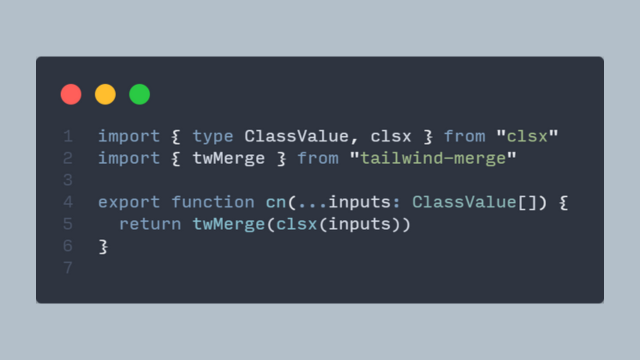 1 import { type ClassValue, clsx } from "clsx"
2 import { twMerge } from "tailwind-merge"
3
4 export function cn(...inputs: ClassValue[]) {
5   return twMerge(clsx(inputs))
6 }
7